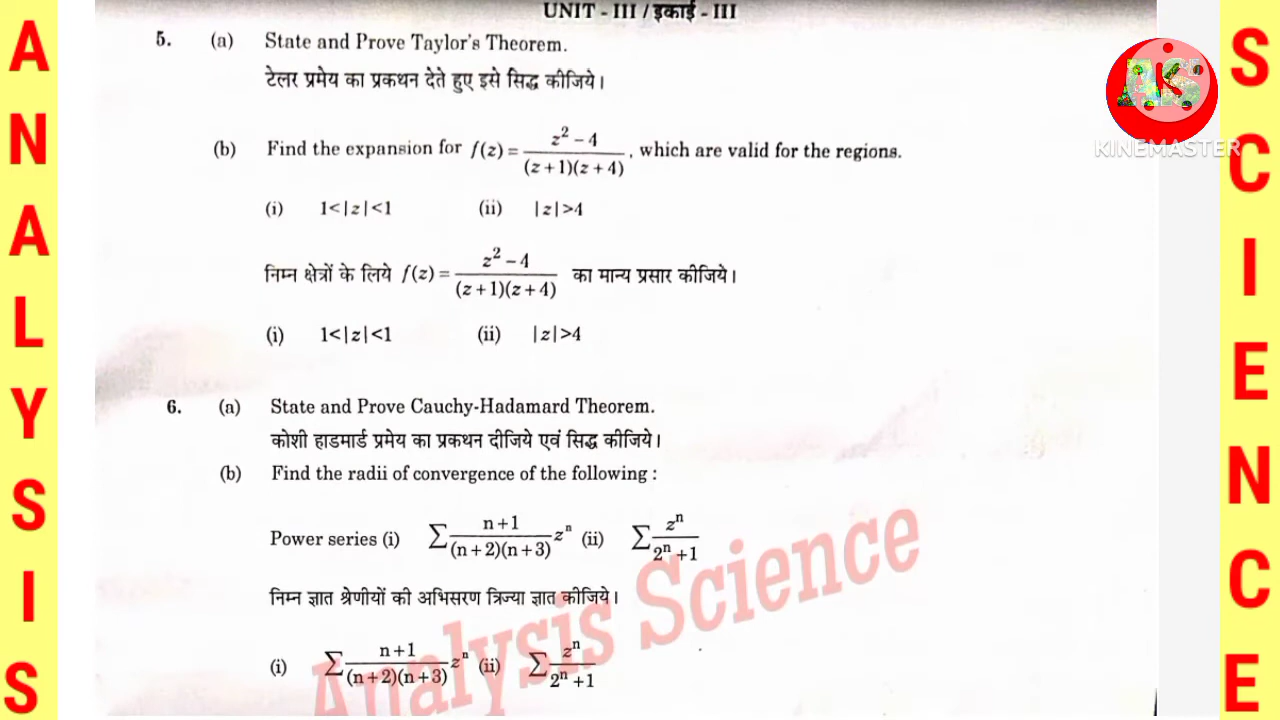 UNIT - III / इकाई - III
5. (a) State and Prove Taylor's Theorem.
टेलर प्रमेय का प्रकथन देते हुए इसे सिद्ध कीजिये।
(b) Find the expansion for f(z) = (z² – 4)/((z+1)(z+4)), which are valid for the regions.
(i) 1<|z|<1 (ii) |z|>4
निम्न क्षेत्रों के लिये f(z) = (z² – 4)/((z+1)(z+4)) का मान्य प्रसार कीजिये।
(i) 1<|z|<1 (ii) |z|>4
6. (a) State and Prove Cauchy-Hadamard Theorem.
कोशी हाडमार्ड प्रमेय का प्रकथन दीजिये एवं सिद्ध कीजिये।
(b) Find the radii of convergence of the following :
Power series (i) Σ (n+1)/((n+2)(n+3)) zⁿ (ii) Σ zⁿ/(2ⁿ+1)
निम्न ज्ञात श्रेणीयों की अभिसरण त्रिज्या ज्ञात कीजिये।
(i) Σ (n+1)/((n+2)(n+3)) zⁿ (ii) Σ zⁿ/(2ⁿ+1)
Analysis Science
ANALYSIS
SCIENCE
AS
KINEMASTER